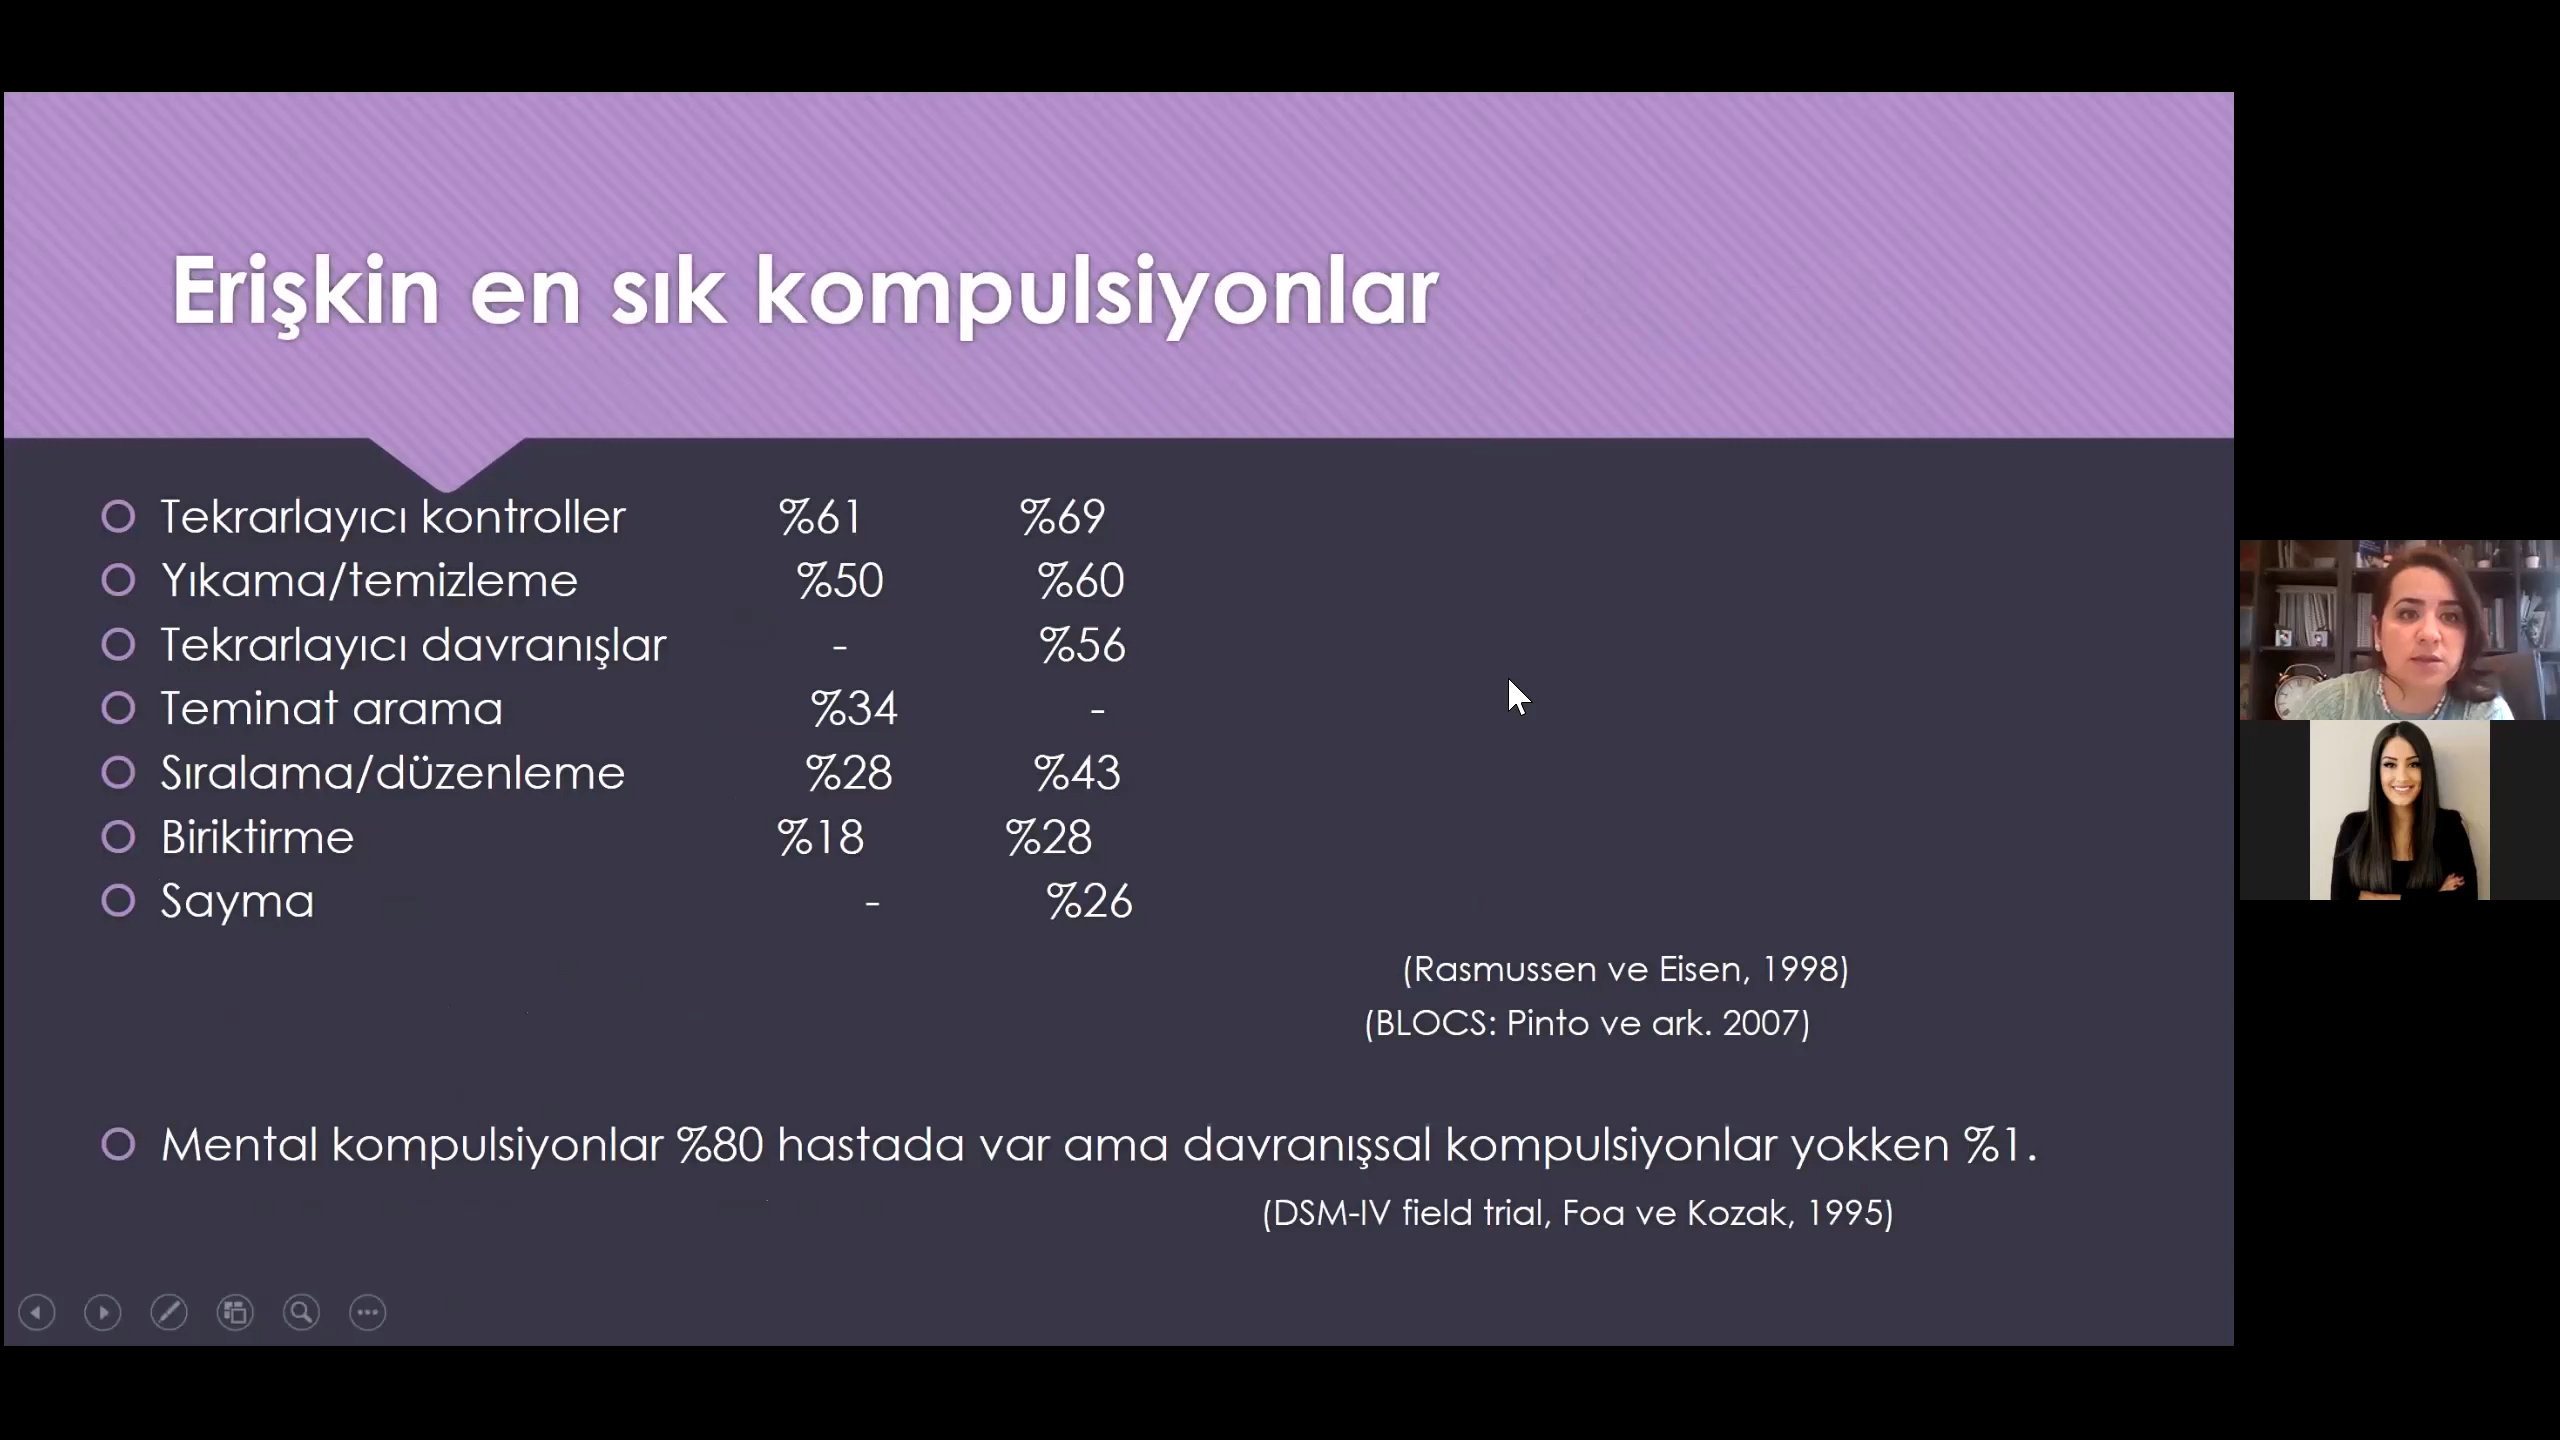 Erişkin en sık kompulsiyonlar
Tekrarlayıcı kontroller %61 %69
Yıkama/temizleme %50 %60
Tekrarlayıcı davranışlar - %56
Teminat arama %34 -
Sıralama/düzenleme %28 %43
Biriktirme %18 %28
Sayma - %26
(Rasmussen ve Eisen, 1998)
(BLOCS: Pinto ve ark. 2007)
Mental kompulsiyonlar %80 hastada var ama davranışsal kompulsiyonlar yokken %1.
(DSM-IV field trial, Foa ve Kozak, 1995)